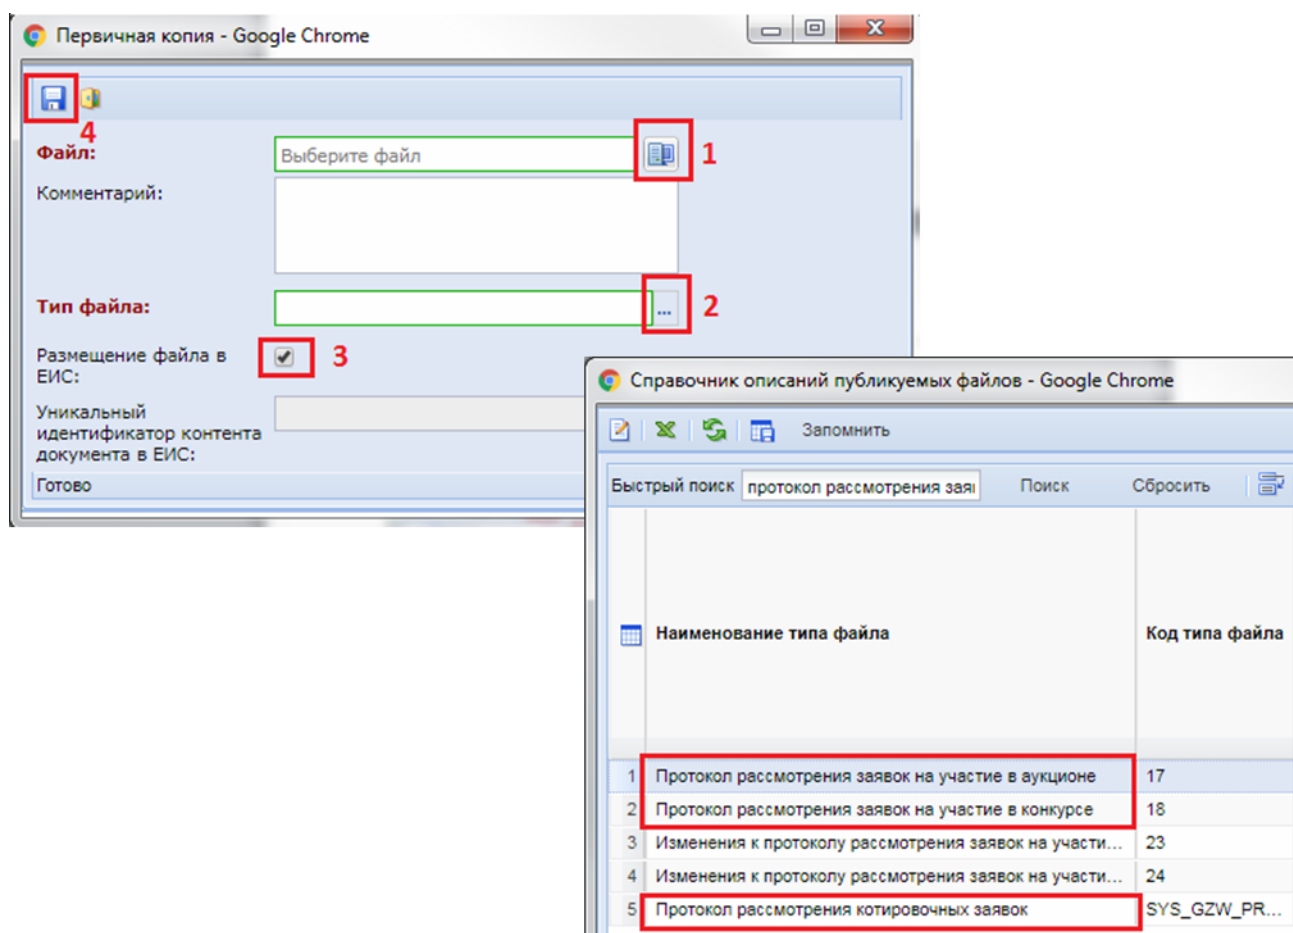 Первичная копия - Google Chrome
4
Файл:
Выберите файл
1
Комментарий:
Тип файла:
...
2
Размещение файла в
ЕИС:
3
Уникальный
идентификатор контента
документа в ЕИС:
Готово
Справочник описаний публикуемых файлов - Google Chrome
Запомнить
Быстрый поиск
протокол рассмотрения заяв
Поиск
Сбросить
Наименование типа файла
Код типа файла
1 Протокол рассмотрения заявок на участие в аукционе 17
2 Протокол рассмотрения заявок на участие в конкурсе 18
3 Изменения к протоколу рассмотрения заявок на участи... 23
4 Изменения к протоколу рассмотрения заявок на участи... 24
5 Протокол рассмотрения котировочных заявок SYS_GZW_PR...